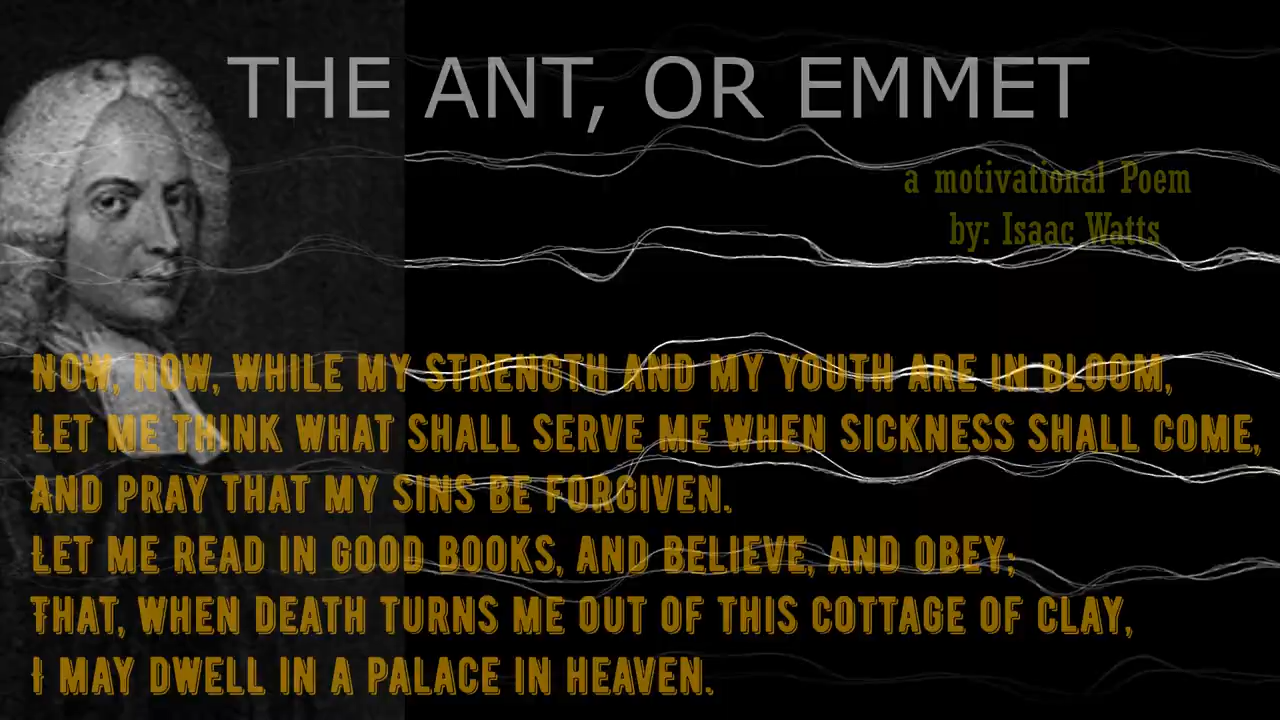 THE ANT, OR EMMET
a motivational Poem
by: Isaac Watts
NOW, NOW, WHILE MY STRENGTH AND MY YOUTH ARE IN BLOOM,
LET ME THINK WHAT SHALL SERVE ME WHEN SICKNESS SHALL COME,
AND PRAY THAT MY SINS BE FORGIVEN.
LET ME READ IN GOOD BOOKS, AND BELIEVE, AND OBEY;
THAT, WHEN DEATH TURNS ME OUT OF THIS COTTAGE OF CLAY,
I MAY DWELL IN A PALACE IN HEAVEN.